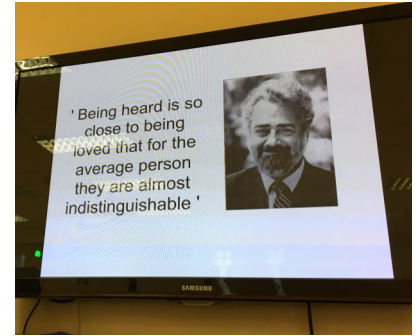 ' Being heard is so
close to being
loved that for the
average person
they are almost
indistinguishable '
SAMSUNG